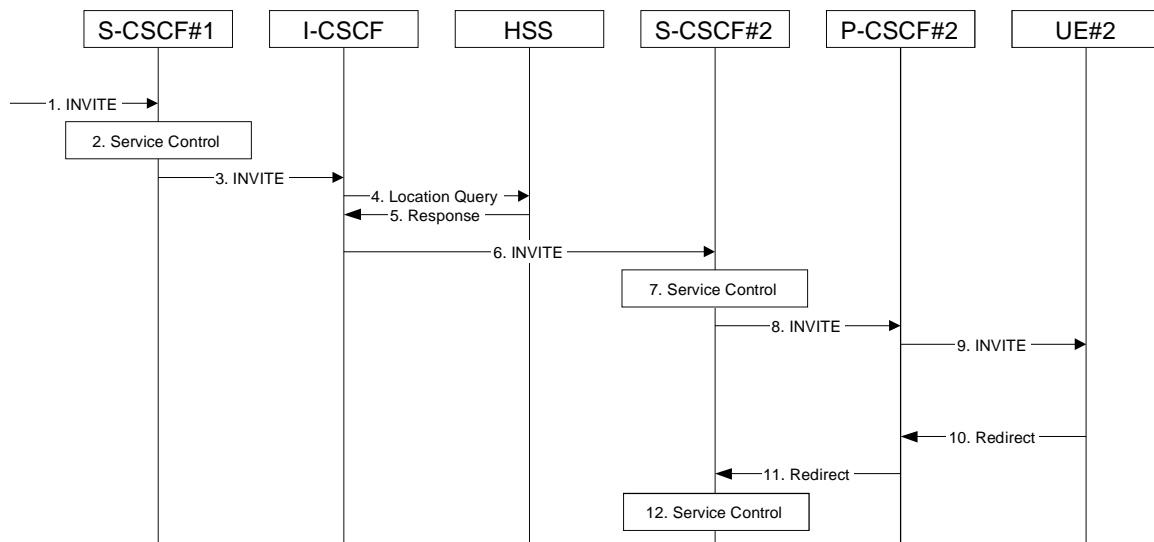 S-CSCF#1
I-CSCF
HSS
S-CSCF#2
P-CSCF#2
UE#2
1. INVITE
2. Service Control
3. INVITE
4. Location Query
5. Response
6. INVITE
7. Service Control
8. INVITE
9. INVITE
10. Redirect
11. Redirect
12. Service Control